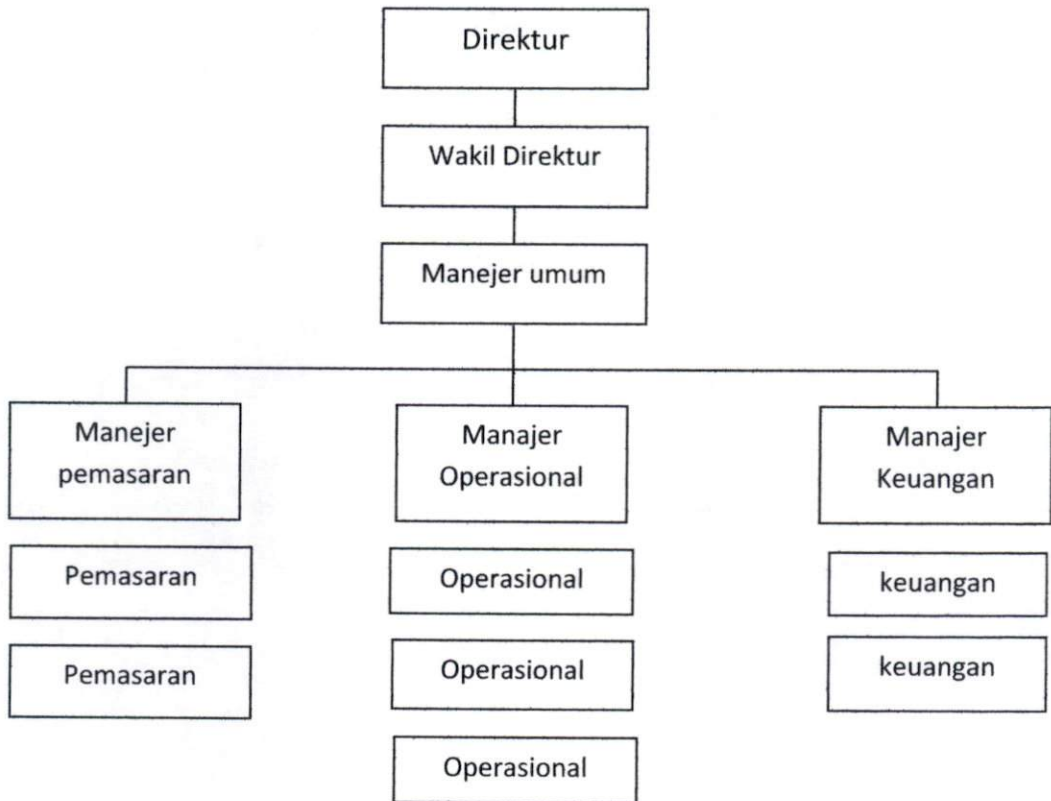 Direktur
Wakil Direktur
Manejer umum
Manejer
pemasaran
Manajer
Operasional
Manajer
Keuangan
Pemasaran
Operasional
keuangan
Pemasaran
Operasional
keuangan
Operasional